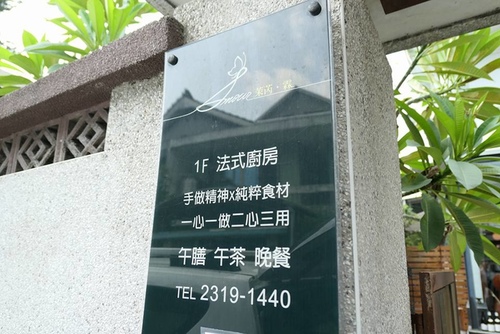 1F 法式廚房
手做精神x純粹食材
一心一做二心三用
午膳 午茶 晚餐
TEL 2319-1440